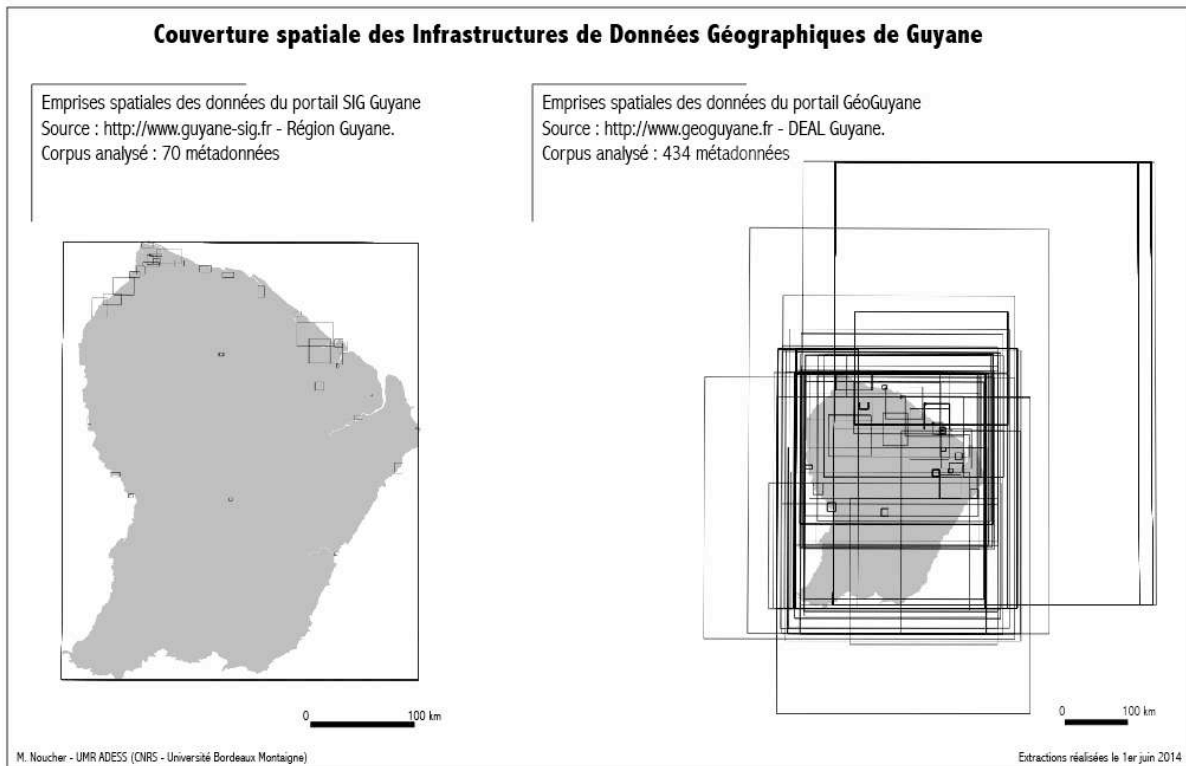 Couverture spatiale des Infrastructures de Données Géographiques de Guyane
Emprises spatiales des données du portail SIG Guyane
Source : http://www.guyane-sig.fr - Région Guyane.
Corpus analysé : 70 métadonnées
Emprises spatiales des données du portail GéoGuyane
Source : http://www.geoguyane.fr - DEAL Guyane.
Corpus analysé : 434 métadonnées
0 100 km
0 100 km
M. Noucher - UMR ADESS (CNRS - Université Bordeaux Montaigne)
Extractions réalisées le 1er juin 2014